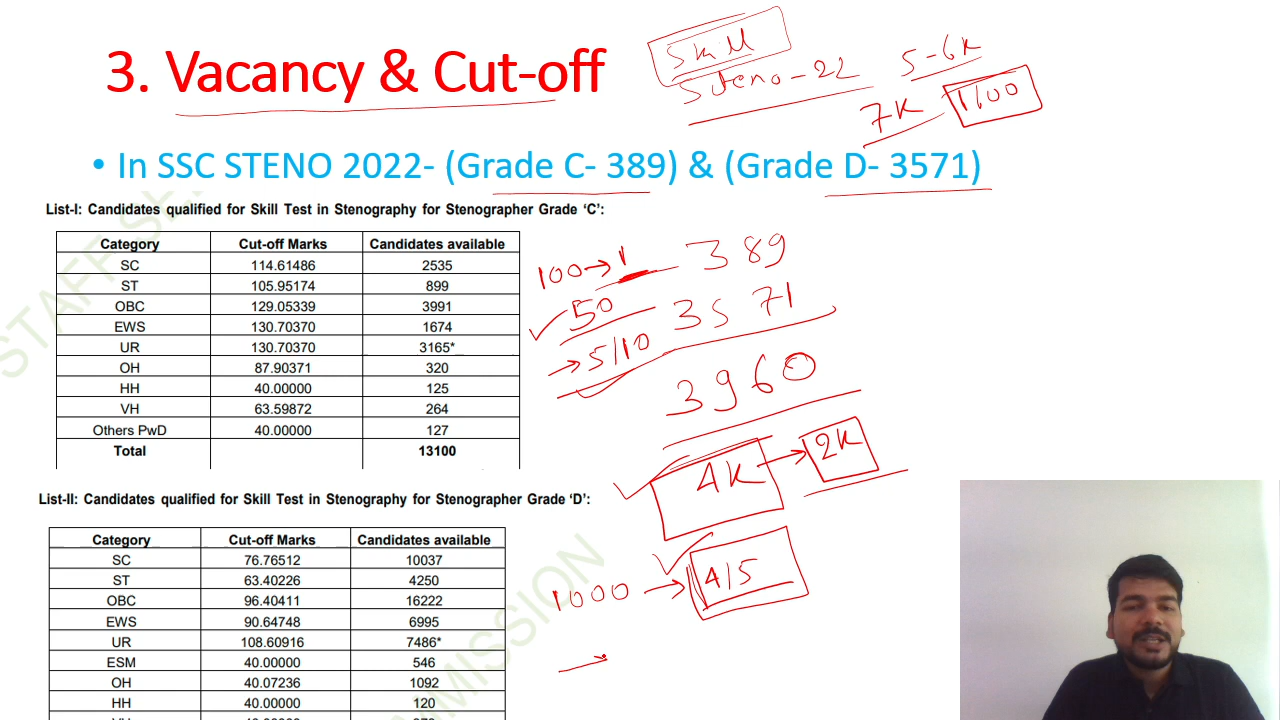 3. Vacancy & Cut-off
Skill
Steno-22
5-6K
7K 1100
• In SSC STENO 2022- (Grade C- 389) & (Grade D- 3571)
List-I: Candidates qualified for Skill Test in Stenography for Stenographer Grade 'C':
Category Cut-off Marks Candidates available
SC 114.61486 2535
ST 105.95174 899
OBC 129.05339 3991
EWS 130.70370 1674
UR 130.70370 3165*
OH 87.90371 320
HH 40.00000 125
VH 63.59872 264
Others PwD 40.00000 127
Total 13100
100→1
50
→5/10
389
3571
3960
4K→2K
1000→4/5
List-II: Candidates qualified for Skill Test in Stenography for Stenographer Grade 'D':
Category Cut-off Marks Candidates available
SC 76.76512 10037
ST 63.40226 4250
OBC 96.40411 16222
EWS 90.64748 6995
UR 108.60916 7486*
ESM 40.00000 546
OH 40.07236 1092
HH 40.00000 120